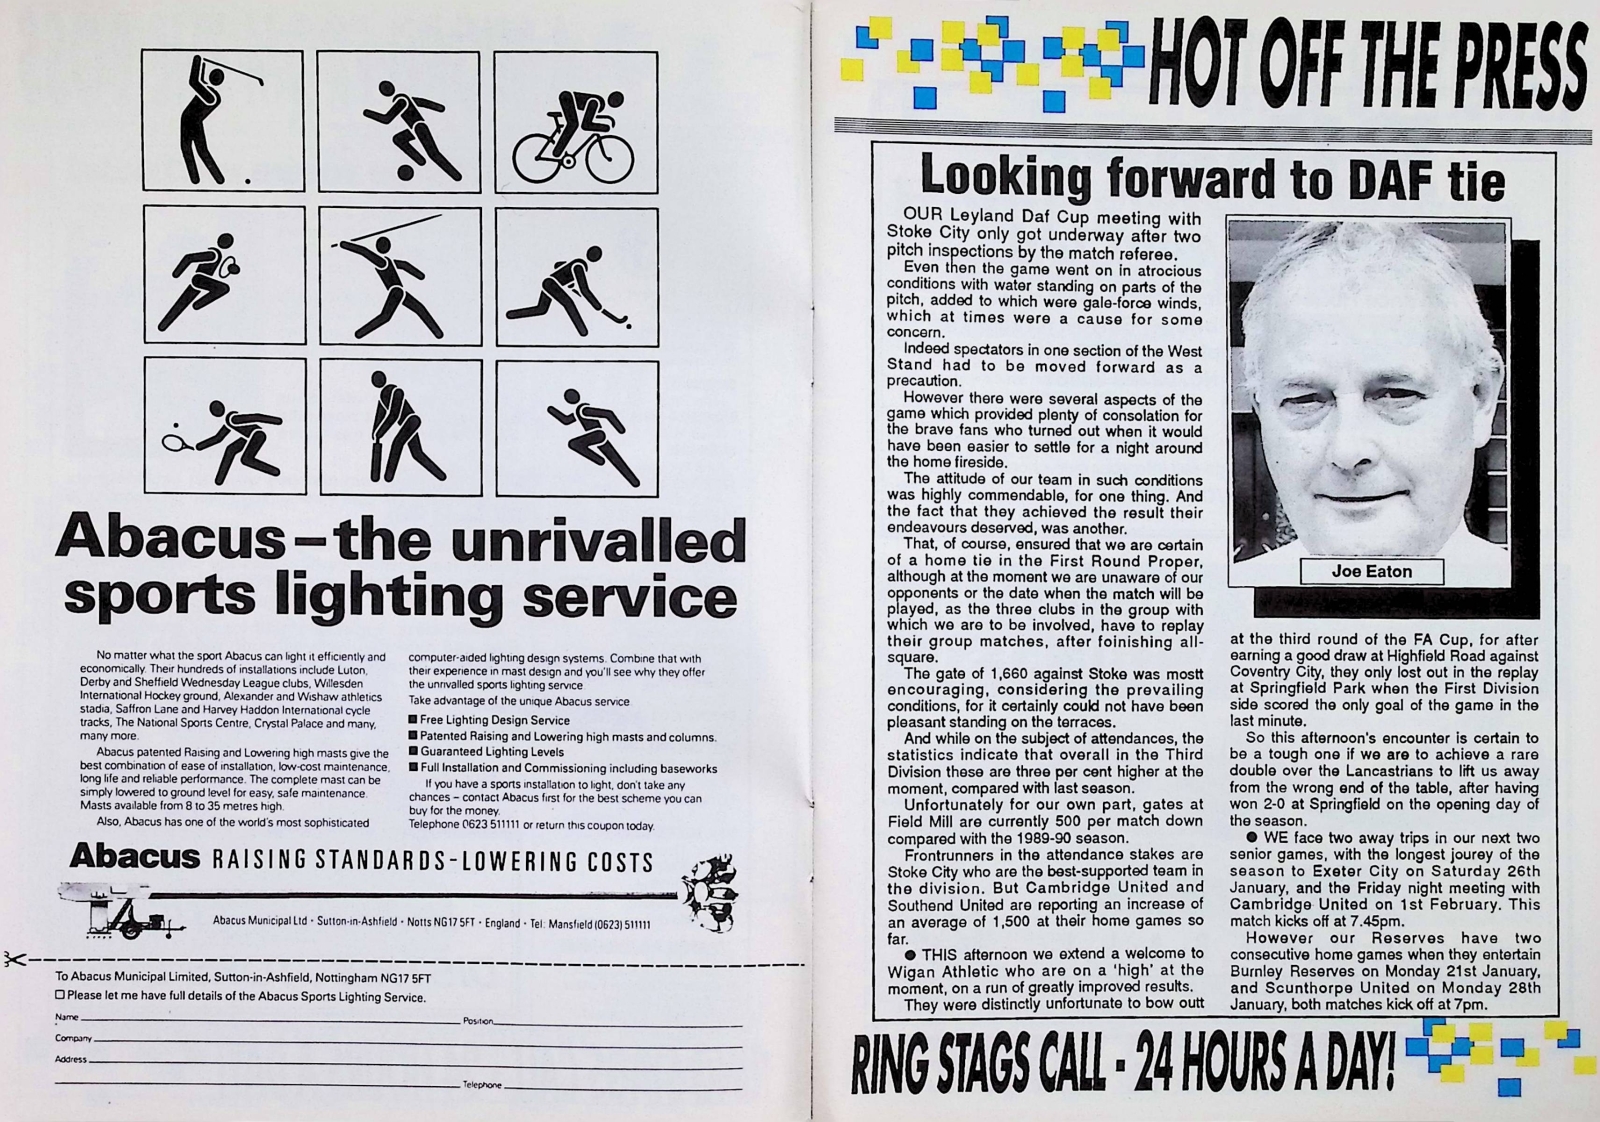 Abacus – the unrivalled
sports lighting service
No matter what the sport Abacus can light it efficiently and
economically. Their hundreds of installations include Luton,
Derby and Sheffield Wednesday League clubs, Willesden
International Hockey ground, Alexander and Wishaw athletics
stadia, Saffron Lane and Harvey Haddon International cycle
tracks, The National Sports Centre, Crystal Palace and many,
many more.
Abacus patented Raising and Lowering high masts give the
best combination of ease of installation, low-cost maintenance,
long life and reliable performance. The complete mast can be
simply lowered to ground level for easy, safe maintenance.
Masts available from 8 to 35 metres high.
Also, Abacus has one of the world's most sophisticated
computer-aided lighting design systems. Combine that with
their experience in mast design and you'll see why they offer
the unrivalled sports lighting service.
Take advantage of the unique Abacus service
■ Free Lighting Design Service
■ Patented Raising and Lowering high masts and columns.
■ Guaranteed Lighting Levels
■ Full Installation and Commissioning including baseworks
If you have a sports installation to light, don't take any
chances – contact Abacus first for the best scheme you can
buy for the money.
Telephone 0623 511111 or return this coupon today.
Abacus RAISING STANDARDS-LOWERING COSTS
Abacus Municipal Ltd · Sutton-in-Ashfield · Notts NG17 5FT · England · Tel: Mansfield (0623) 511111
To Abacus Municipal Limited, Sutton-in-Ashfield, Nottingham NG17 5FT
☐ Please let me have full details of the Abacus Sports Lighting Service.
Name Position
Company
Address
Telephone
HOT OFF THE PRESS
Looking forward to DAF tie
OUR Leyland Daf Cup meeting with
Stoke City only got underway after two
pitch inspections by the match referee.
Even then the game went on in atrocious
conditions with water standing on parts of the
pitch, added to which were gale-force winds,
which at times were a cause for some
concern.
Indeed spectators in one section of the West
Stand had to be moved forward as a
precaution.
However there were several aspects of the
game which provided plenty of consolation for
the brave fans who turned out when it would
have been easier to settle for a night around
the home fireside.
The attitude of our team in such conditions
was highly commendable, for one thing. And
the fact that they achieved the result their
endeavours deserved, was another.
That, of course, ensured that we are certain
of a home tie in the First Round Proper,
although at the moment we are unaware of our
opponents or the date when the match will be
played, as the three clubs in the group with
which we are to be involved, have to replay
their group matches, after foinishing all-
square.
The gate of 1,660 against Stoke was mostt
encouraging, considering the prevailing
conditions, for it certainly could not have been
pleasant standing on the terraces.
And while on the subject of attendances, the
statistics indicate that overall in the Third
Division these are three per cent higher at the
moment, compared with last season.
Unfortunately for our own part, gates at
Field Mill are currently 500 per match down
compared with the 1989-90 season.
Frontrunners in the attendance stakes are
Stoke City who are the best-supported team in
the division. But Cambridge United and
Southend United are reporting an increase of
an average of 1,500 at their home games so
far.
● THIS afternoon we extend a welcome to
Wigan Athletic who are on a 'high' at the
moment, on a run of greatly improved results.
They were distinctly unfortunate to bow outt
Joe Eaton
at the third round of the FA Cup, for after
earning a good draw at Highfield Road against
Coventry City, they only lost out in the replay
at Springfield Park when the First Division
side scored the only goal of the game in the
last minute.
So this afternoon's encounter is certain to
be a tough one if we are to achieve a rare
double over the Lancastrians to lift us away
from the wrong end of the table, after having
won 2-0 at Springfield on the opening day of
the season.
● WE face two away trips in our next two
senior games, with the longest jourey of the
season to Exeter City on Saturday 26th
January, and the Friday night meeting with
Cambridge United on 1st February. This
match kicks off at 7.45pm.
However our Reserves have two
consecutive home games when they entertain
Burnley Reserves on Monday 21st January,
and Scunthorpe United on Monday 28th
January, both matches kick off at 7pm.
RING STAGS CALL - 24 HOURS A DAY!